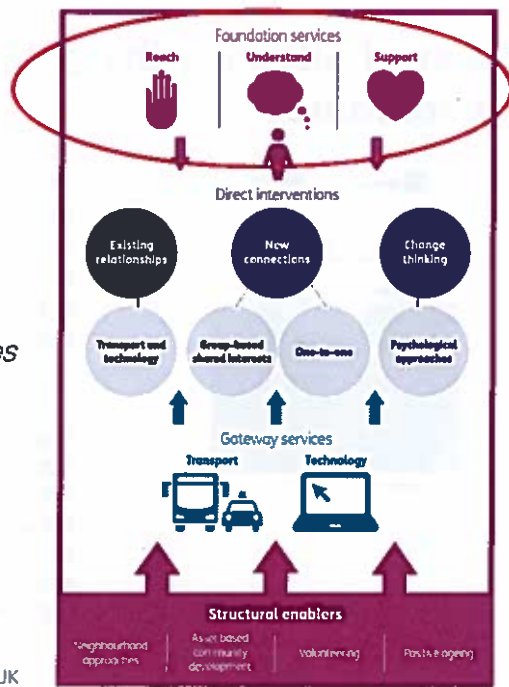 Foundation services
Reach
Understand
Support
Direct interventions
Existing
relationships
New
connections
Change
thinking
Transport and
technology
Group-based
shared interests
One-to-one
Psychological
approaches
es
Gateway services
Transport
Technology
Structural enablers
Neighbourhood
approaches
Asset based
community
development
Volunteering
Positive ageing
UK